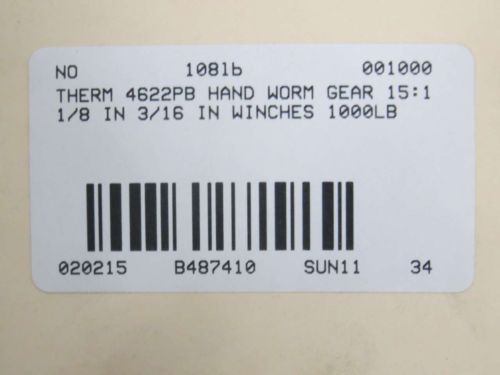 NO 1081b 001000
THERM 4622PB HAND WORM GEAR 15:1
1/8 IN 3/16 IN WINCHES 1000LB
020215 B487410 SUN11 34